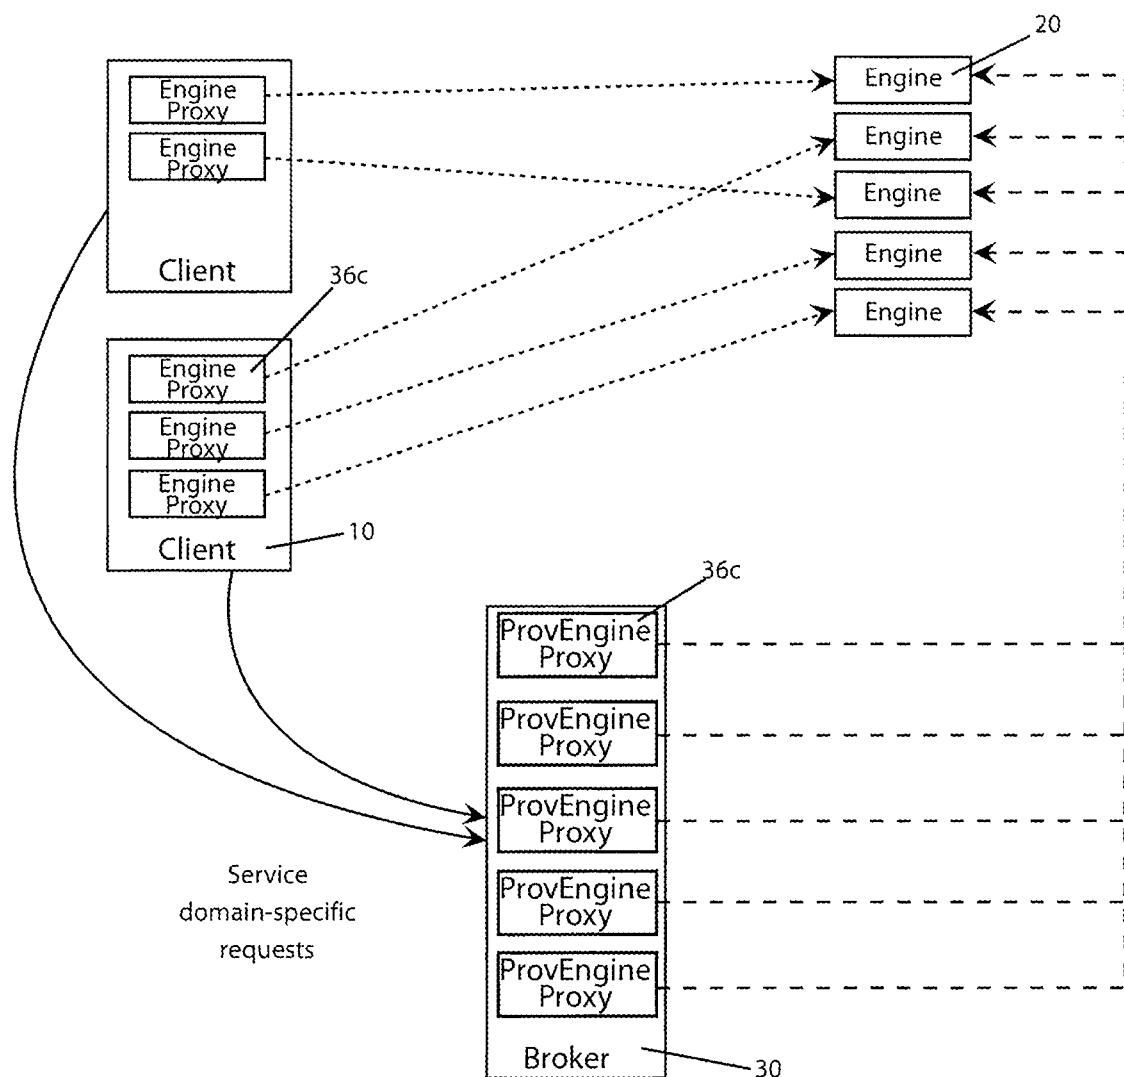 20
Engine
Proxy
Engine
Proxy
Client
Engine
Engine
Engine
Engine
Engine
36c
Engine
Proxy
Engine
Proxy
Engine
Proxy
Client
10
36c
ProvEngine
Proxy
ProvEngine
Proxy
ProvEngine
Proxy
ProvEngine
Proxy
ProvEngine
Proxy
Broker
30
Service
domain-specific
requests